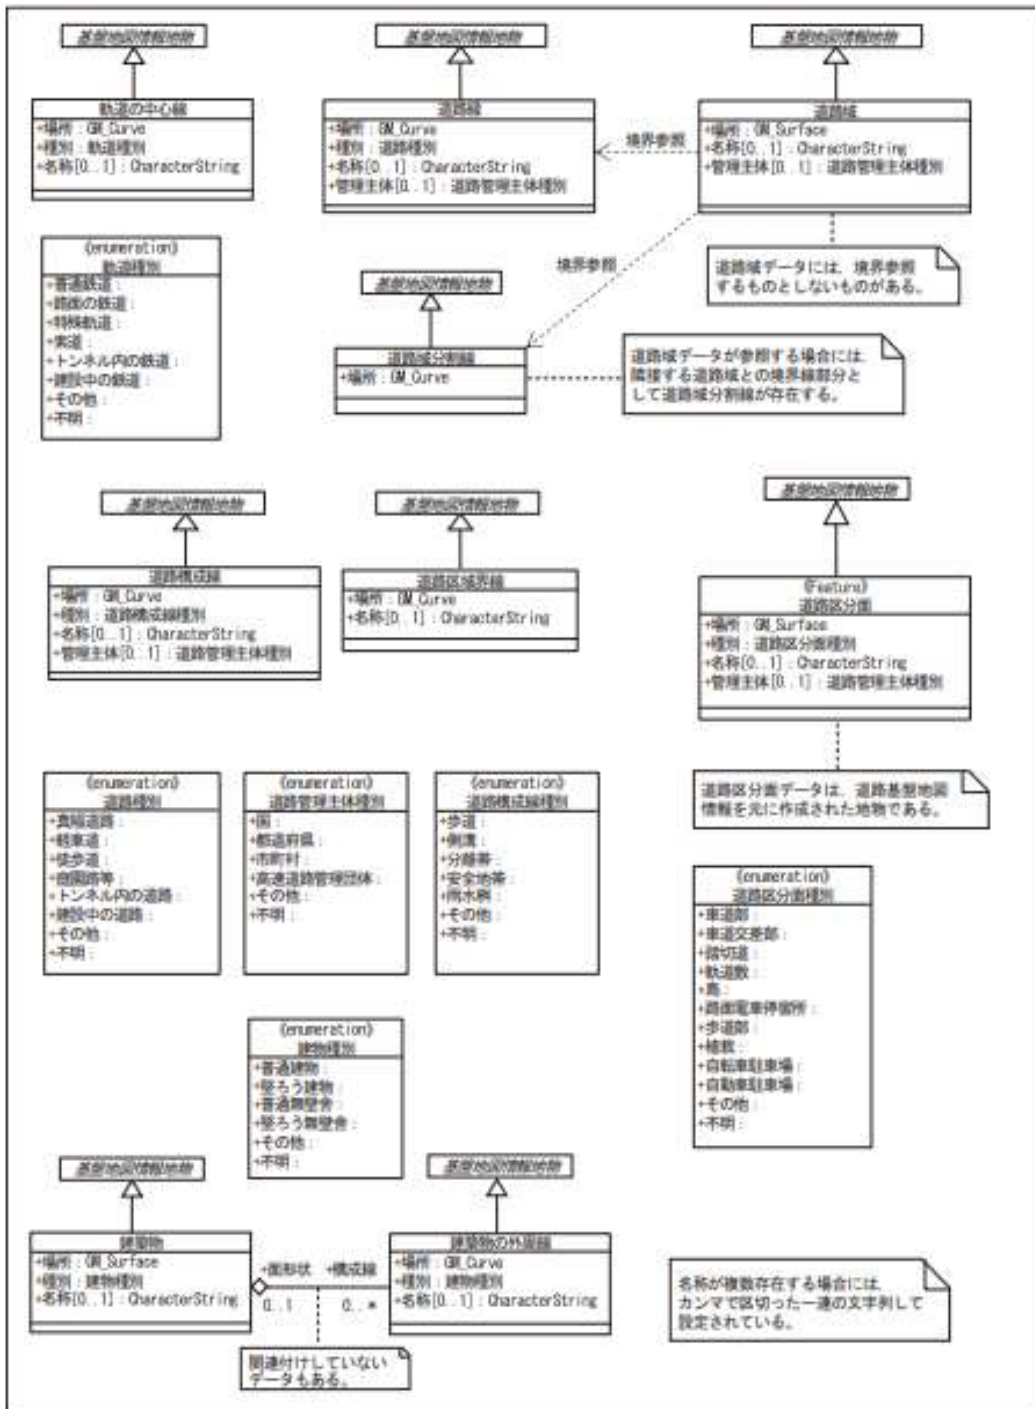 基盤地図情報地物
基盤地図情報地物
基盤地図情報地物
軌道の中心線
+場所 : GM_Curve
+種別 : 軌道種別
+名称[0..1] : CharacterString
道路縁
+場所 : GM_Curve
+種別 : 道路種別
+名称[0..1] : CharacterString
+管理主体[0..1] : 道路管理主体種別
境界参照
道路域
+場所 : GM_Surface
+名称[0..1] : CharacterString
+管理主体[0..1] : 道路管理主体種別
《enumeration》
軌道種別
+普通鉄道 :
+路面の鉄道 :
+特殊軌道 :
+索道 :
+トンネル内の鉄道 :
+建設中の鉄道 :
+その他 :
+不明 :
境界参照
道路域データには、境界参照
するものとしないものがある。
基盤地図情報地物
道路域分割線
+場所 : GM_Curve
道路域データが参照する場合には、
隣接する道路域との境界線部分と
して道路域分割線が存在する。
基盤地図情報地物
基盤地図情報地物
基盤地図情報地物
道路構成線
+場所 : GM_Curve
+種別 : 道路構成線種別
+名称[0..1] : CharacterString
+管理主体[0..1] : 道路管理主体種別
道路区域界線
+場所 : GM_Curve
+名称[0..1] : CharacterString
《Feature》
道路区分面
+場所 : GM_Surface
+種別 : 道路区分面種別
+名称[0..1] : CharacterString
+管理主体[0..1] : 道路管理主体種別
道路区分面データは、道路基盤地図
情報を元に作成された地物である。
《enumeration》
道路種別
+真幅道路 :
+軽車道 :
+徒歩道 :
+庭園路等 :
+トンネル内の道路 :
+建設中の道路 :
+その他 :
+不明 :
《enumeration》
道路管理主体種別
+国 :
+都道府県 :
+市町村 :
+高速道路管理団体 :
+その他 :
+不明 :
《enumeration》
道路構成線種別
+歩道 :
+側溝 :
+分離帯 :
+安全地帯 :
+雨水桝 :
+その他 :
+不明 :
《enumeration》
道路区分面種別
+車道部 :
+車道交差部 :
+踏切道 :
+軌道敷 :
+島 :
+路面電車停留所 :
+歩道部 :
+植栽 :
+自転車駐車場 :
+自動車駐車場 :
+その他 :
+不明 :
《enumeration》
建物種別
+普通建物 :
+堅ろう建物 :
+普通無壁舎 :
+堅ろう無壁舎 :
+その他 :
+不明 :
基盤地図情報地物
基盤地図情報地物
建築物
+場所 : GM_Surface
+種別 : 建物種別
+名称[0..1] : CharacterString
+面形状
+構成線
0..1
0..*
建築物の外周線
+場所 : GM_Curve
+種別 : 建物種別
+名称[0..1] : CharacterString
関連付けしていない
データもある。
名称が複数存在する場合には、
カンマで区切った一連の文字列して
設定されている。